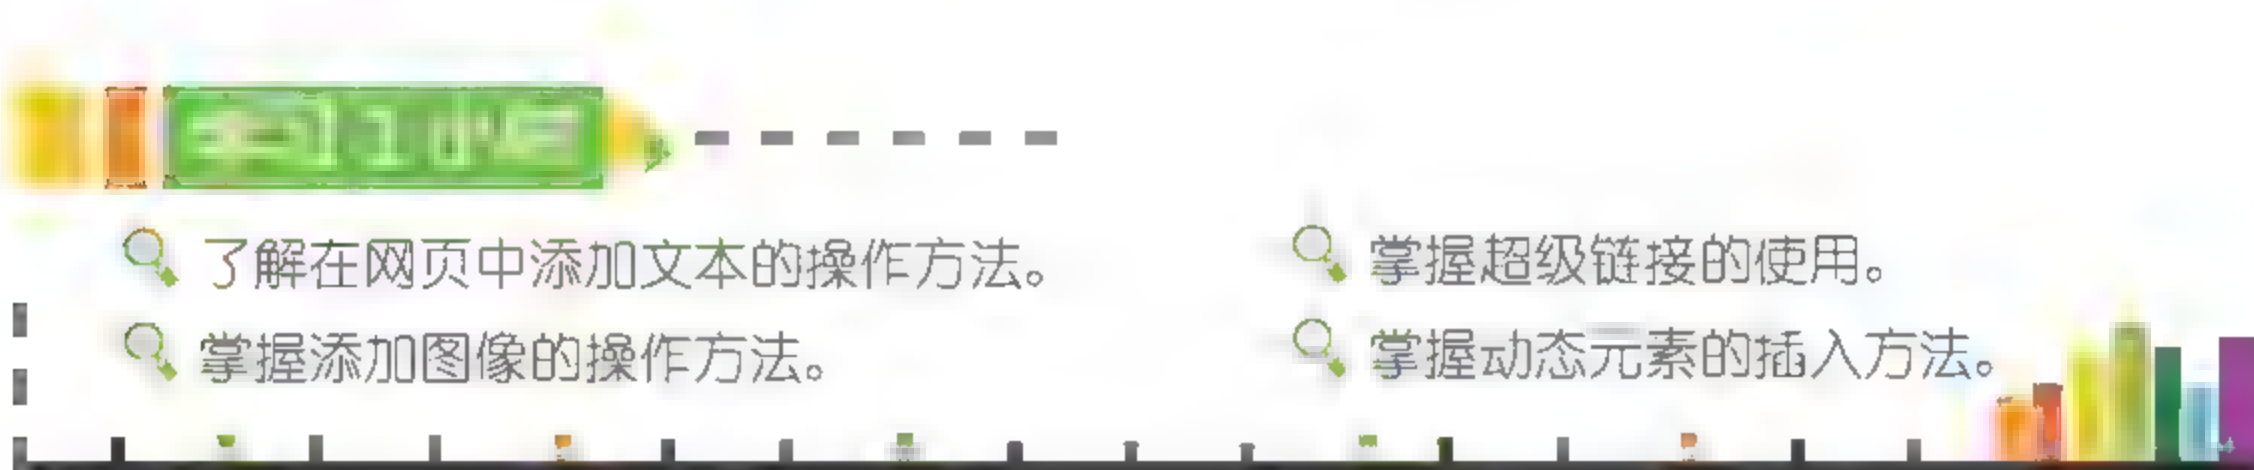 了解在网页中添加文本的操作方法。
掌握添加图像的操作方法。
掌握超级链接的使用。
掌握动态元素的插入方法。